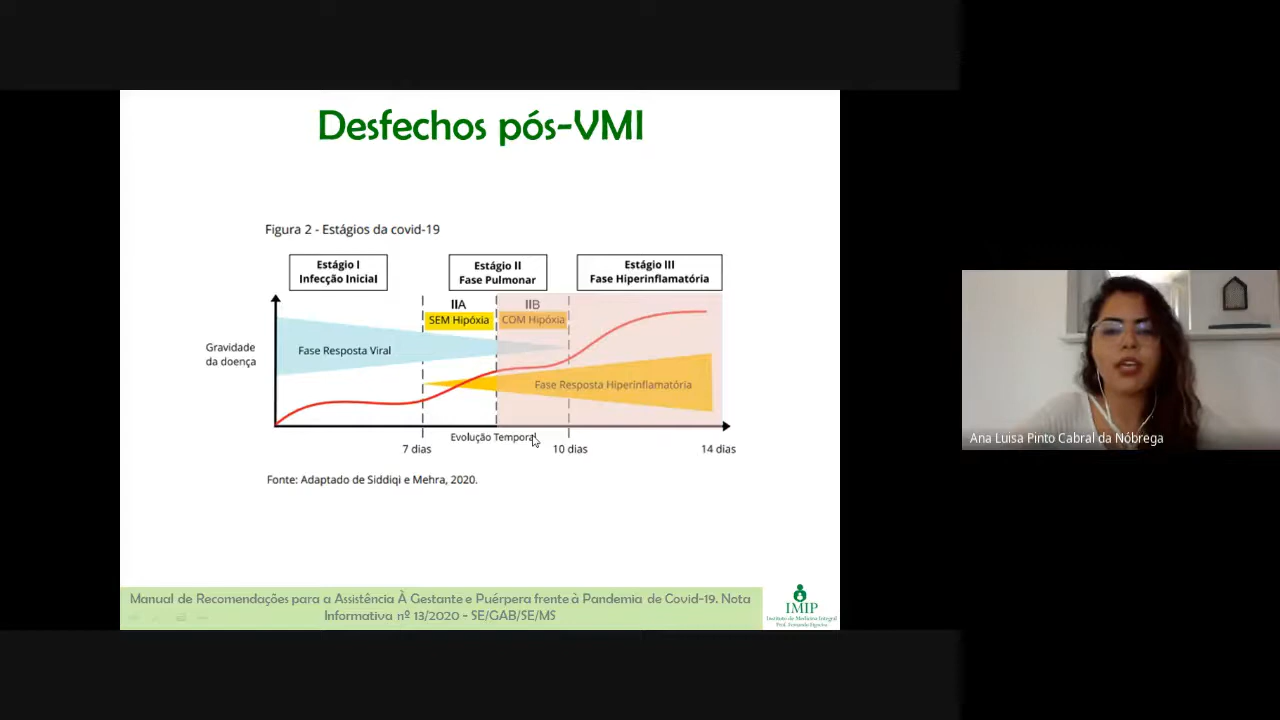 Desfechos pós-VMI
Figura 2 - Estágios da covid-19
Estágio I
Infecção Inicial
Estágio II
Fase Pulmonar
Estágio III
Fase Hiperinflamatória
IIA
IIB
SEM Hipóxia
COM Hipóxia
Gravidade
da doença
Fase Resposta Viral
Fase Resposta Hiperinflamatória
Evolução Temporal
7 dias
10 dias
14 dias
Fonte: Adaptado de Siddiqi e Mehra, 2020.
Manual de Recomendações para a Assistência À Gestante e Puérpera frente à Pandemia de Covid-19. Nota
Informativa nº 13/2020 - SE/GAB/SE/MS
IMIP
Instituto de Medicina Integral
Prof. Fernando Figueira
Ana Luisa Pinto Cabral da Nóbrega